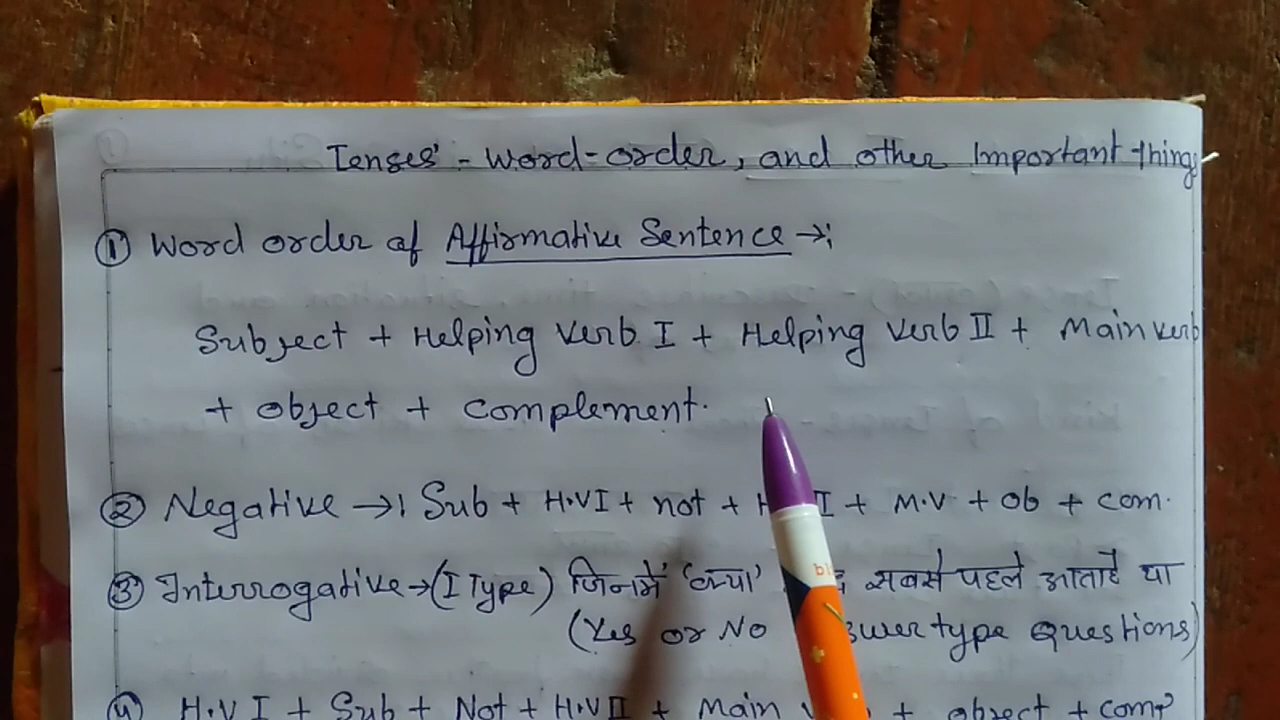 Tenses' - Word-order, and other Important thing
① Word order of Affirmative Sentence →;
Subject + Helping Verb I + Helping Verb II + Main verb
+ object + complement.
② Negative → Sub + H.V I + not + II + M.V + ob + com.
③ Interrogative → (I Type) जिनमें 'क्या' सबसे पहले आता है या
(Yes or No type Questions)
④ H.V I + Sub + Not + H.V II + Main + object + comp